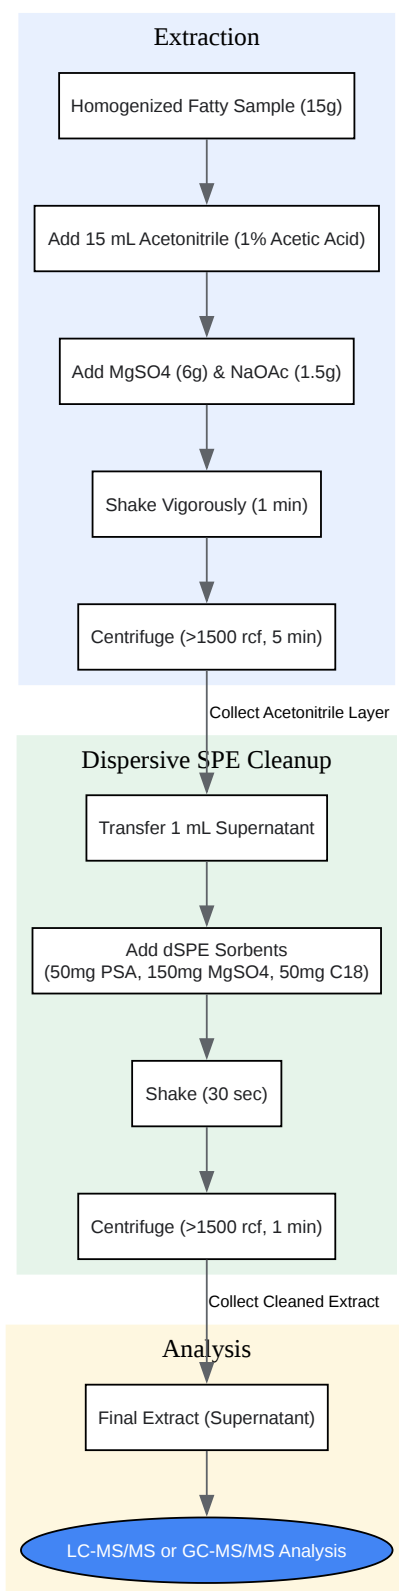 Extraction
Homogenized Fatty Sample (15g)
Add 15 mL Acetonitrile (1% Acetic Acid)
Add MgSO4 (6g) & NaOAc (1.5g)
Shake Vigorously (1 min)
Centrifuge (>1500 rcf, 5 min)
Collect Acetonitrile Layer
Dispersive SPE Cleanup
Transfer 1 mL Supernatant
Add dSPE Sorbents
(50mg PSA, 150mg MgSO4, 50mg C18)
Shake (30 sec)
Centrifuge (>1500 rcf, 1 min)
Collect Cleaned Extract
Analysis
Final Extract (Supernatant)
LC-MS/MS or GC-MS/MS Analysis